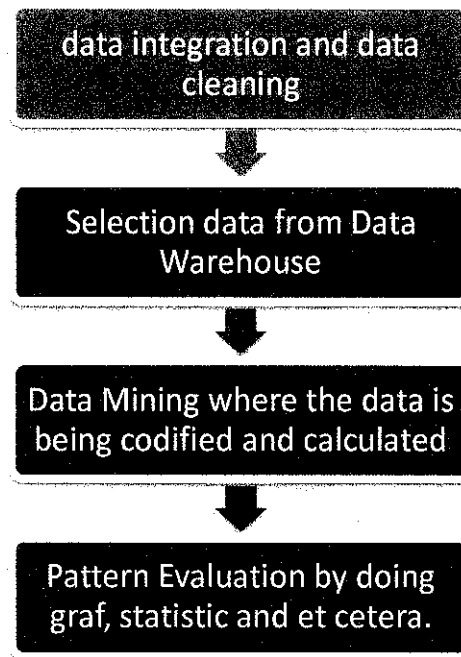 data integration and data
cleaning
Selection data from Data
Warehouse
Data Mining where the data is
being codified and calculated
Pattern Evaluation by doing
graf, statistic and et cetera.